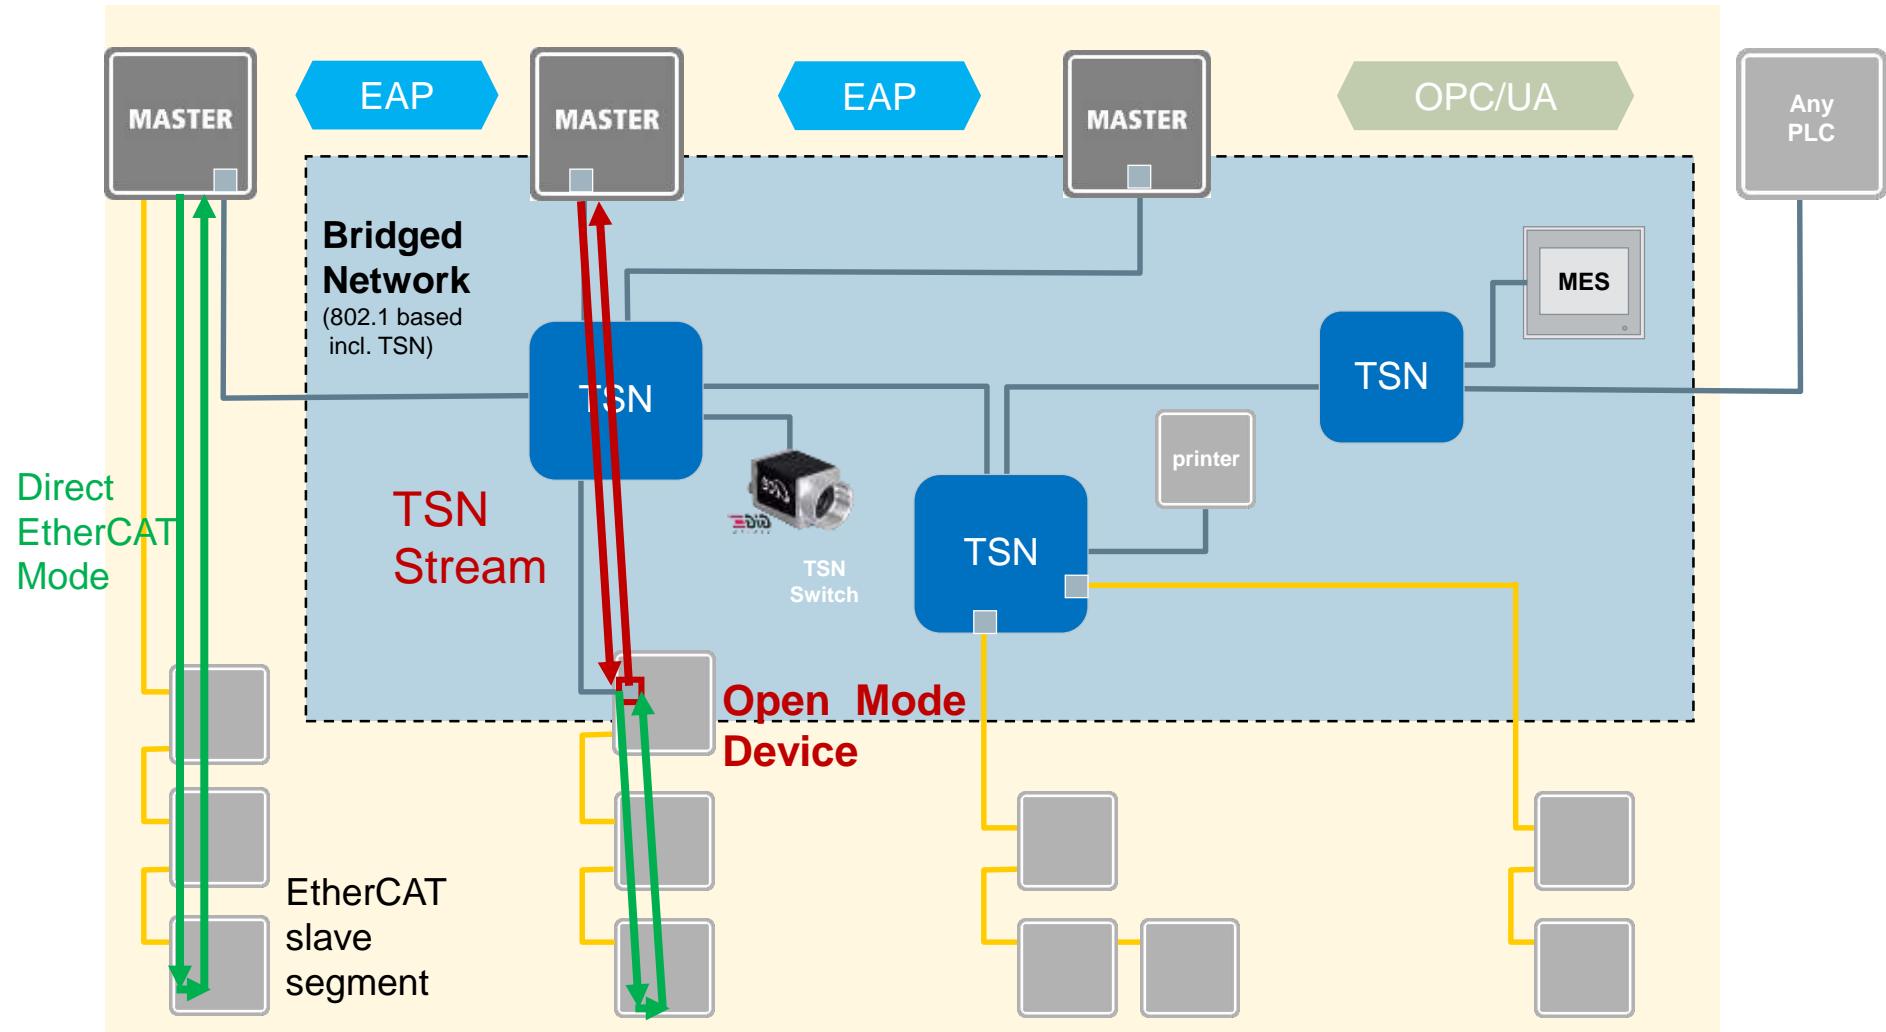 MASTER
EAP
MASTER
EAP
MASTER
OPC/UA
Any
PLC
Bridged
Network
(802.1 based
incl. TSN)
MES
TSN
TSN
printer
Direct
EtherCAT
Mode
TSN
Stream
TSN
Switch
TSN
Open Mode
Device
EtherCAT
slave
segment